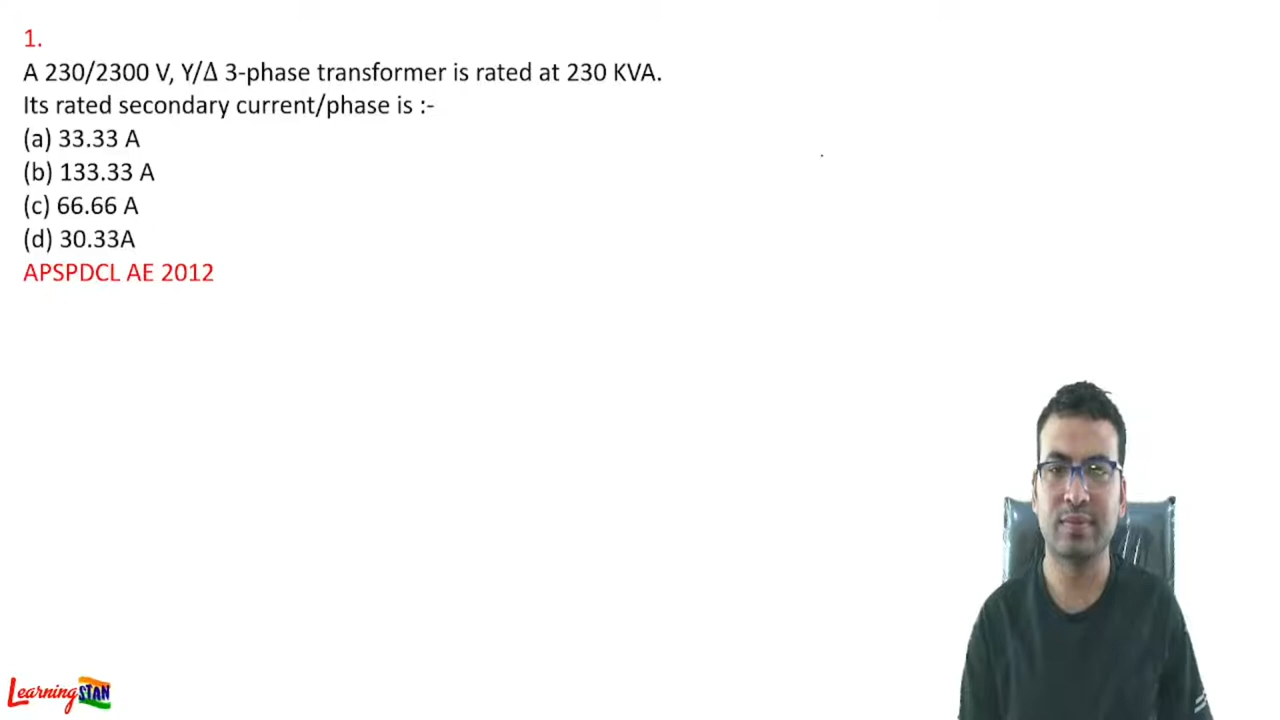 1.
A 230/2300 V, Y/Δ 3-phase transformer is rated at 230 KVA.
Its rated secondary current/phase is :-
(a) 33.33 A
(b) 133.33 A
(c) 66.66 A
(d) 30.33A
APSPDCL AE 2012
LearningSTAN